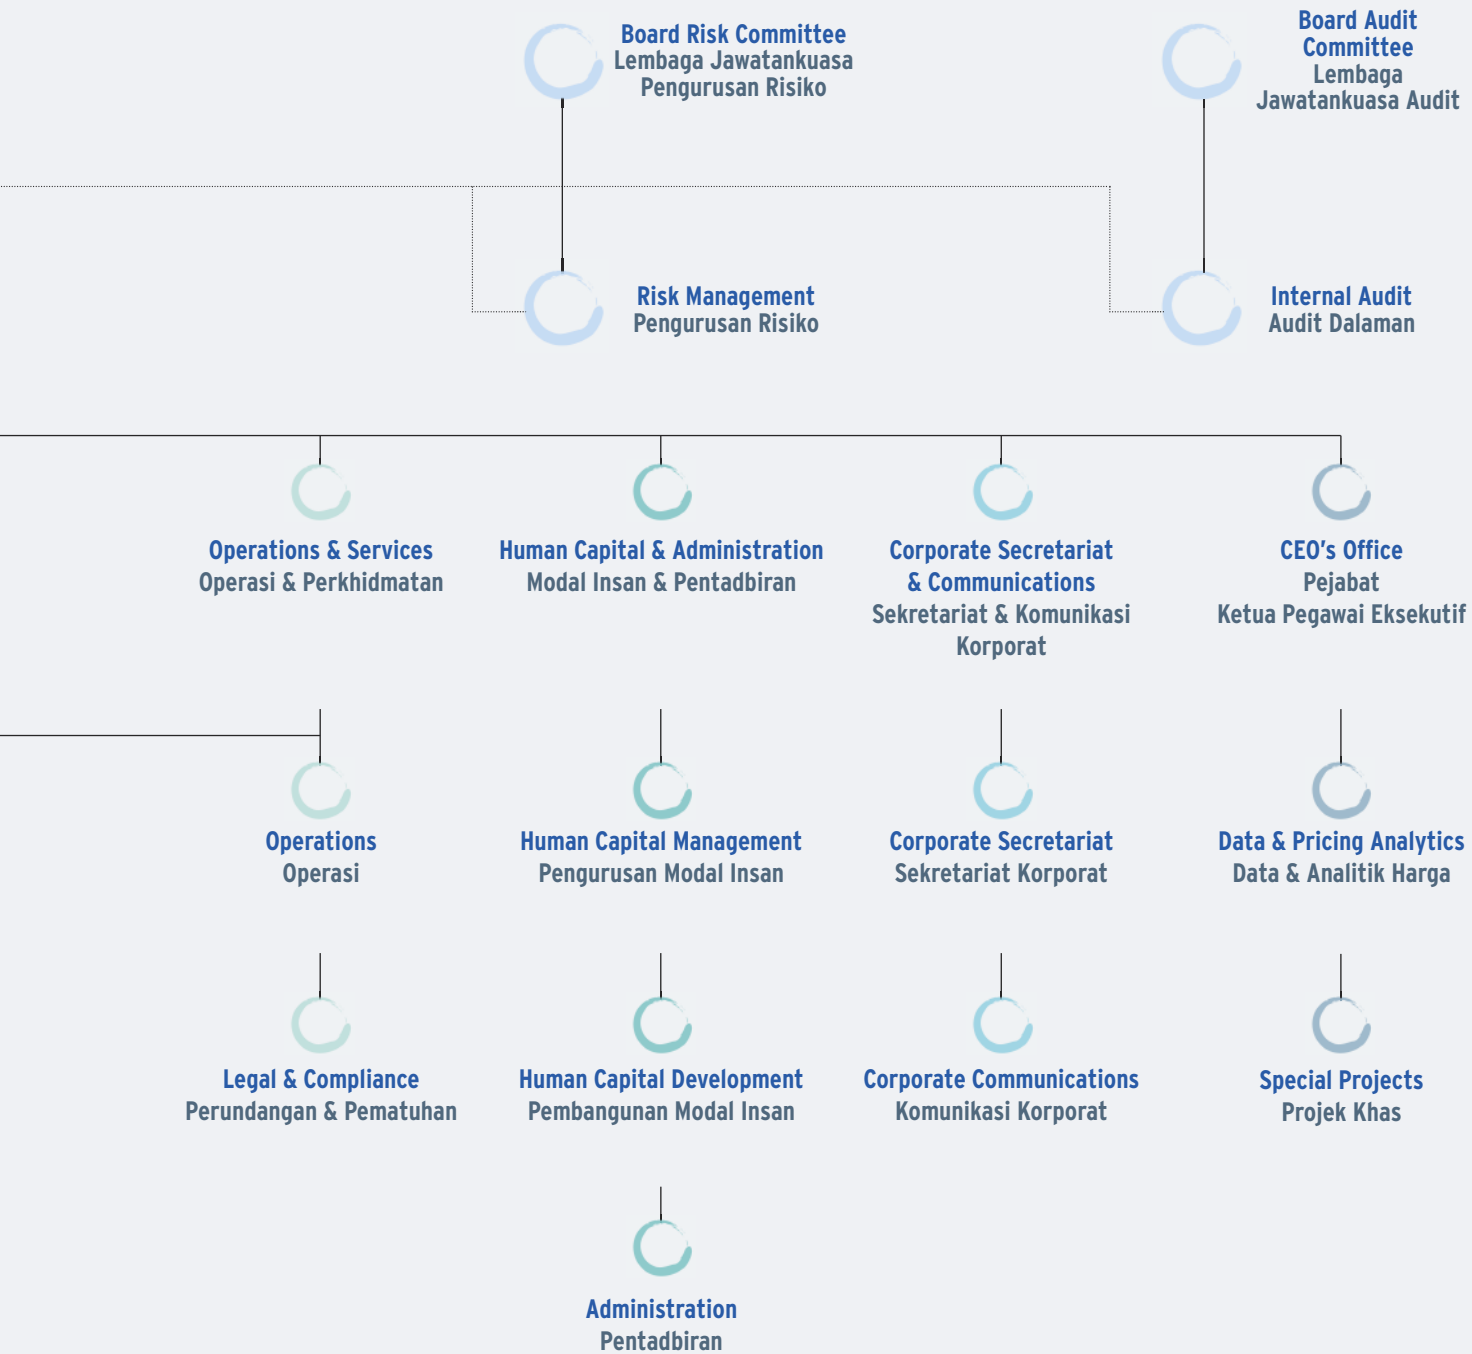 Board Risk Committee
Lembaga Jawatankuasa
Pengurusan Risiko
Board Audit
Committee
Lembaga
Jawatankuasa Audit
Risk Management
Pengurusan Risiko
Internal Audit
Audit Dalaman
Operations & Services
Operasi & Perkhidmatan
Human Capital & Administration
Modal Insan & Pentadbiran
Corporate Secretariat
& Communications
Sekretariat & Komunikasi
Korporat
CEO's Office
Pejabat
Ketua Pegawai Eksekutif
Operations
Operasi
Human Capital Management
Pengurusan Modal Insan
Corporate Secretariat
Sekretariat Korporat
Data & Pricing Analytics
Data & Analitik Harga
Legal & Compliance
Perundangan & Pematuhan
Human Capital Development
Pembangunan Modal Insan
Corporate Communications
Komunikasi Korporat
Special Projects
Projek Khas
Administration
Pentadbiran